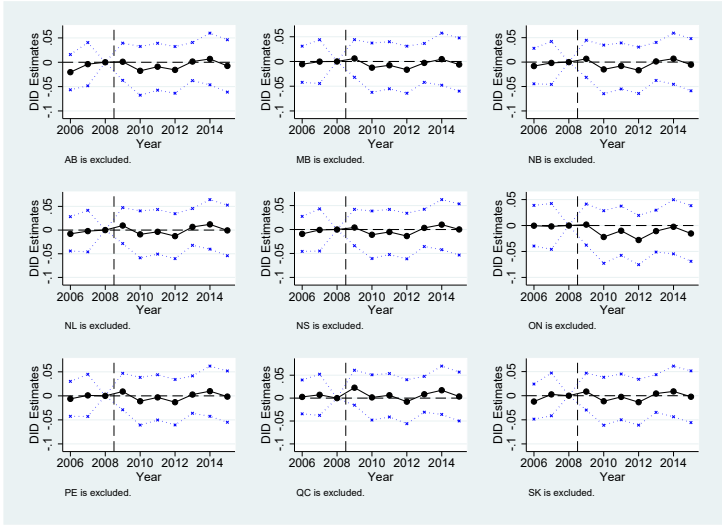 DID Estimates
-.1 -.05 0 .05
2006 2008 2010 2012 2014
Year
AB is excluded.
DID Estimates
-.1 -.05 0 .05
2006 2008 2010 2012 2014
Year
MB is excluded.
DID Estimates
-.1 -.05 0 .05
2006 2008 2010 2012 2014
Year
NB is excluded.
DID Estimates
-.1 -.05 0 .05
2006 2008 2010 2012 2014
Year
NL is excluded.
DID Estimates
-.1 -.05 0 .05
2006 2008 2010 2012 2014
Year
NS is excluded.
DID Estimates
-.1 -.05 0 .05
2006 2008 2010 2012 2014
Year
ON is excluded.
DID Estimates
-.1 -.05 0 .05
2006 2008 2010 2012 2014
Year
PE is excluded.
DID Estimates
-.1 -.05 0 .05
2006 2008 2010 2012 2014
Year
QC is excluded.
DID Estimates
-.1 -.05 0 .05
2006 2008 2010 2012 2014
Year
SK is excluded.